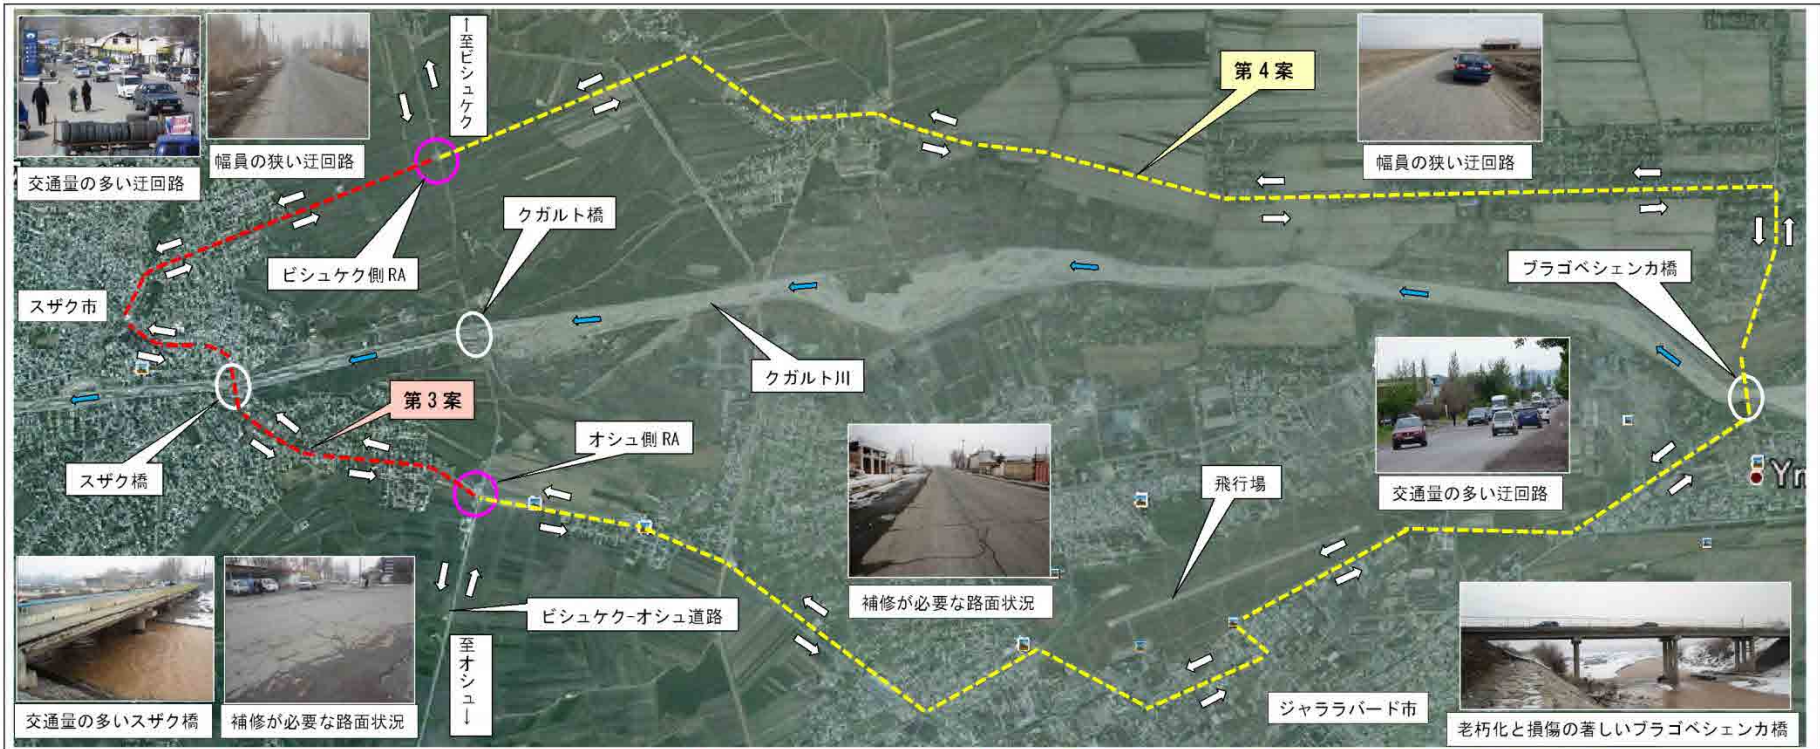 ↑至ビシュケク
第4案
幅員の狭い迂回路
幅員の狭い迂回路
交通量の多い迂回路
クガルト橋
ビシュケク側RA
ブラゴベシェンカ橋
スザク市
クガルト川
第3案
オシュ側RA
スザク橋
飛行場
交通量の多い迂回路
補修が必要な路面状況
ビシュケク-オシュ道路
至オシュ↓
ジャララバード市
交通量の多いスザク橋
補修が必要な路面状況
老朽化と損傷の著しいブラゴベシェンカ橋